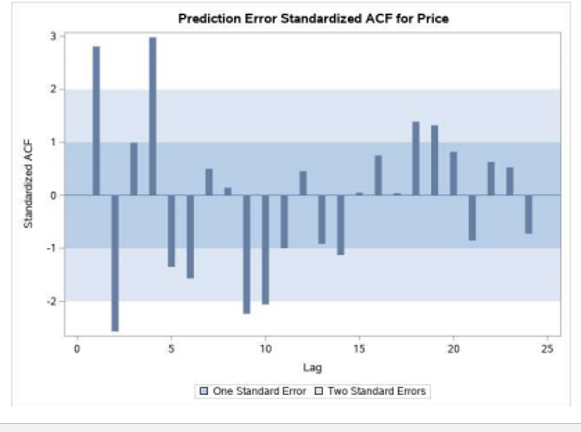 Prediction Error Standardized ACF for Price
3
2
1
0
-1
-2
Standardized ACF
0 5 10 15 20 25
Lag
One Standard Error Two Standard Errors